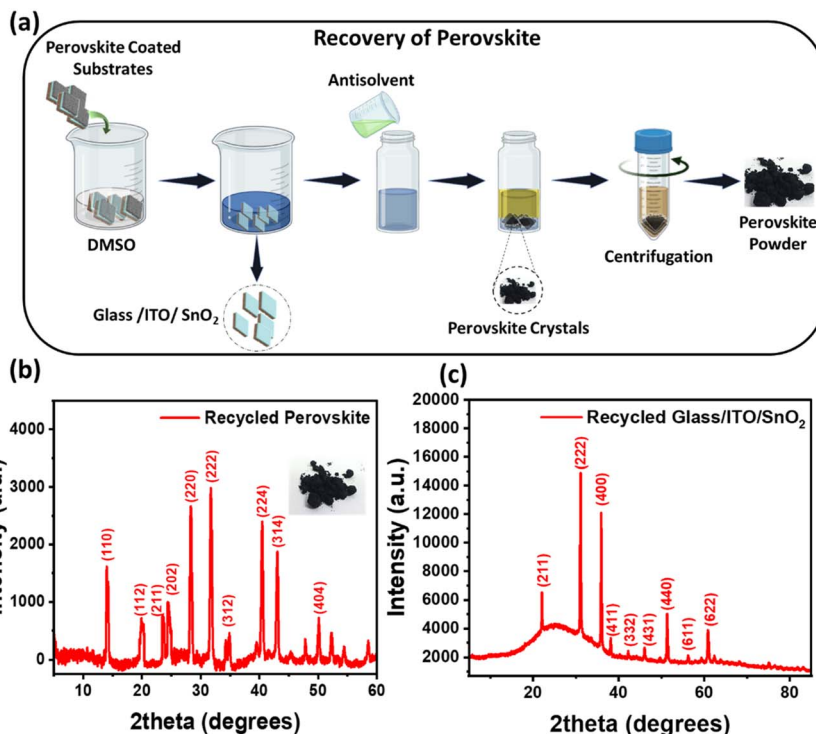 (a)
Recovery of Perovskite
Perovskite Coated
Substrates
Antisolvent
DMSO
Glass /ITO/ SnO₂
Perovskite Crystals
Centrifugation
Perovskite
Powder
(b)
Recycled Perovskite
4000
3000
2000
1000
0
(110)
(112)
(211)
(202)
(220)
(222)
(312)
(224)
(314)
(404)
10
20
30
40
50
60
2theta (degrees)
(c)
Recycled Glass/ITO/SnO₂
Intensity (a.u.)
20000
18000
16000
14000
12000
10000
8000
6000
4000
2000
(211)
(222)
(400)
(411)
(332)
(431)
(440)
(611)
(622)
20
40
60
80
2theta (degrees)